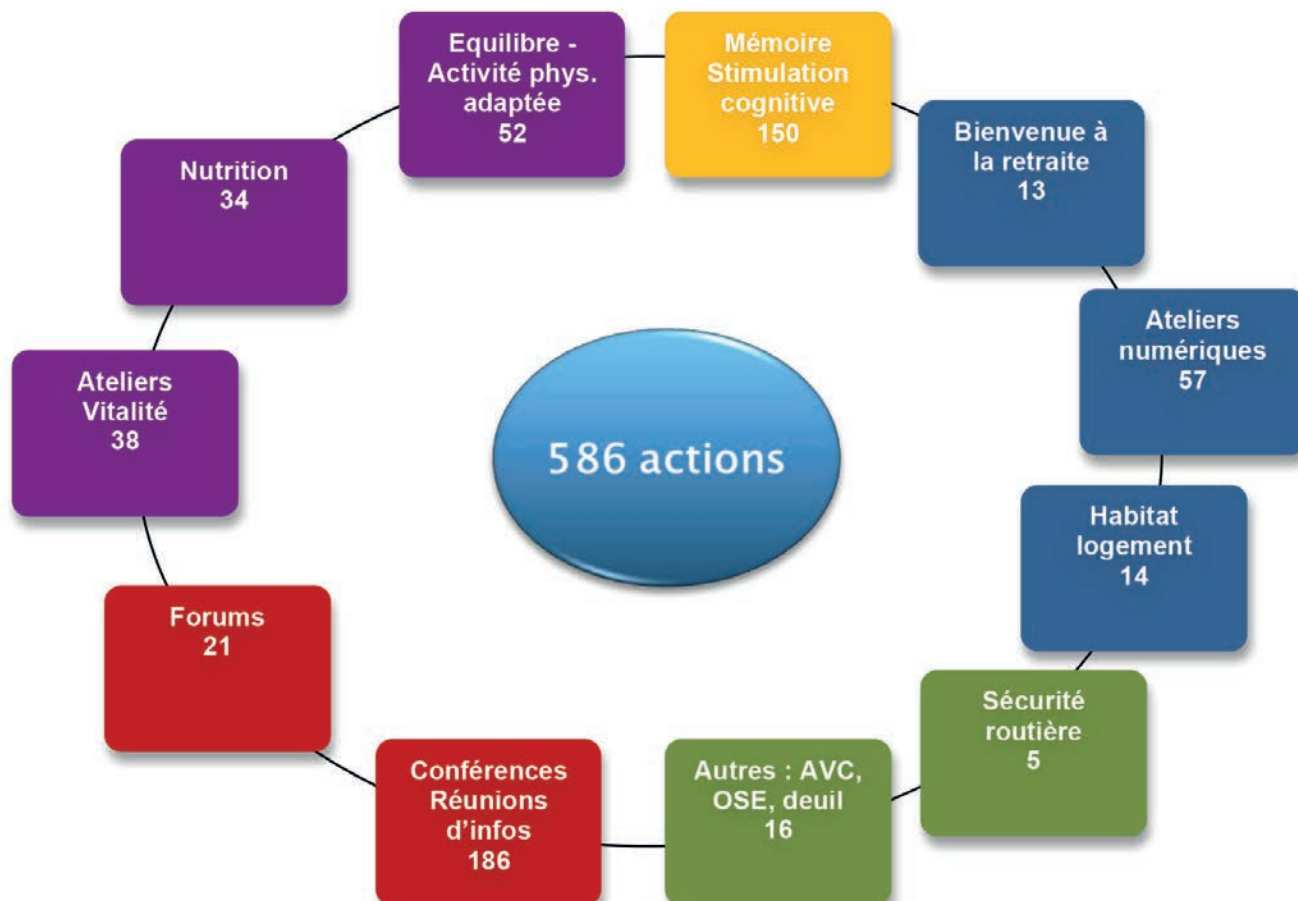 Equilibre -
Activité phys.
adaptée
52
Mémoire
Stimulation
cognitive
150
Bienvenue à
la retraite
13
Nutrition
34
Ateliers
numériques
57
Ateliers
Vitalité
38
586 actions
Habitat
logement
14
Forums
21
Sécurité
routière
5
Conférences
Réunions
d'infos
186
Autres : AVC,
OSE, deuil
16